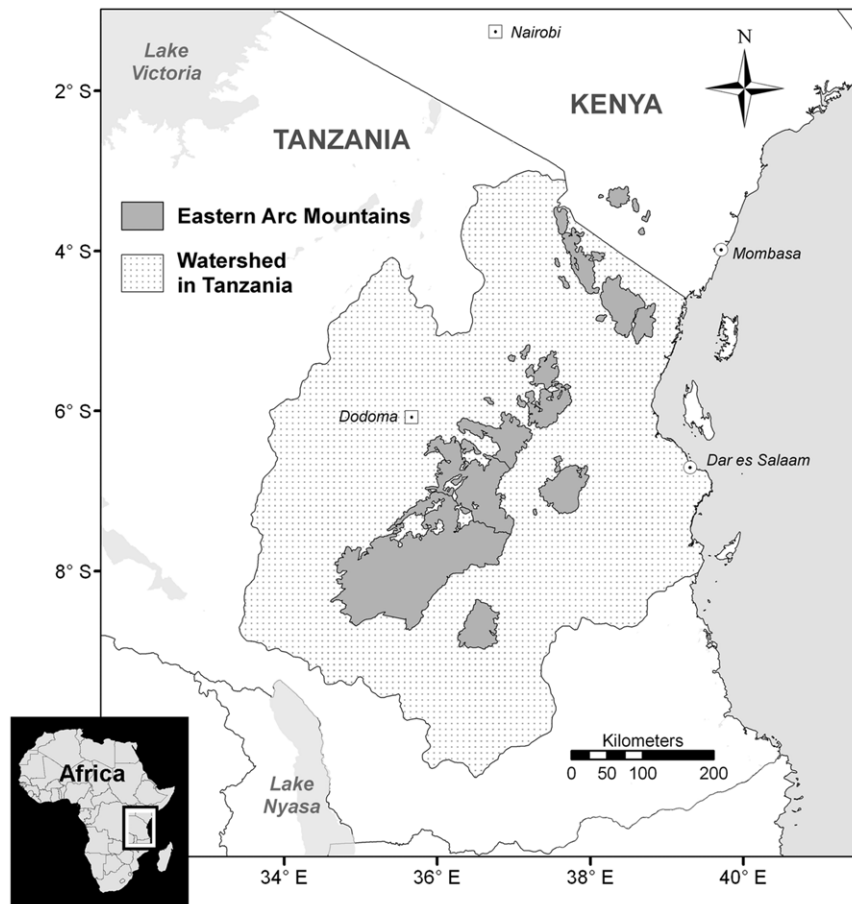 Lake
Victoria
Nairobi
N
2° S
KENYA
TANZANIA
Eastern Arc Mountains
4° S
Mombasa
Watershed
in Tanzania
6° S
Dodoma
Dar es Salaam
8° S
Kilometers
0 50 100 200
Africa
Lake
Nyasa
34° E 36° E 38° E 40° E